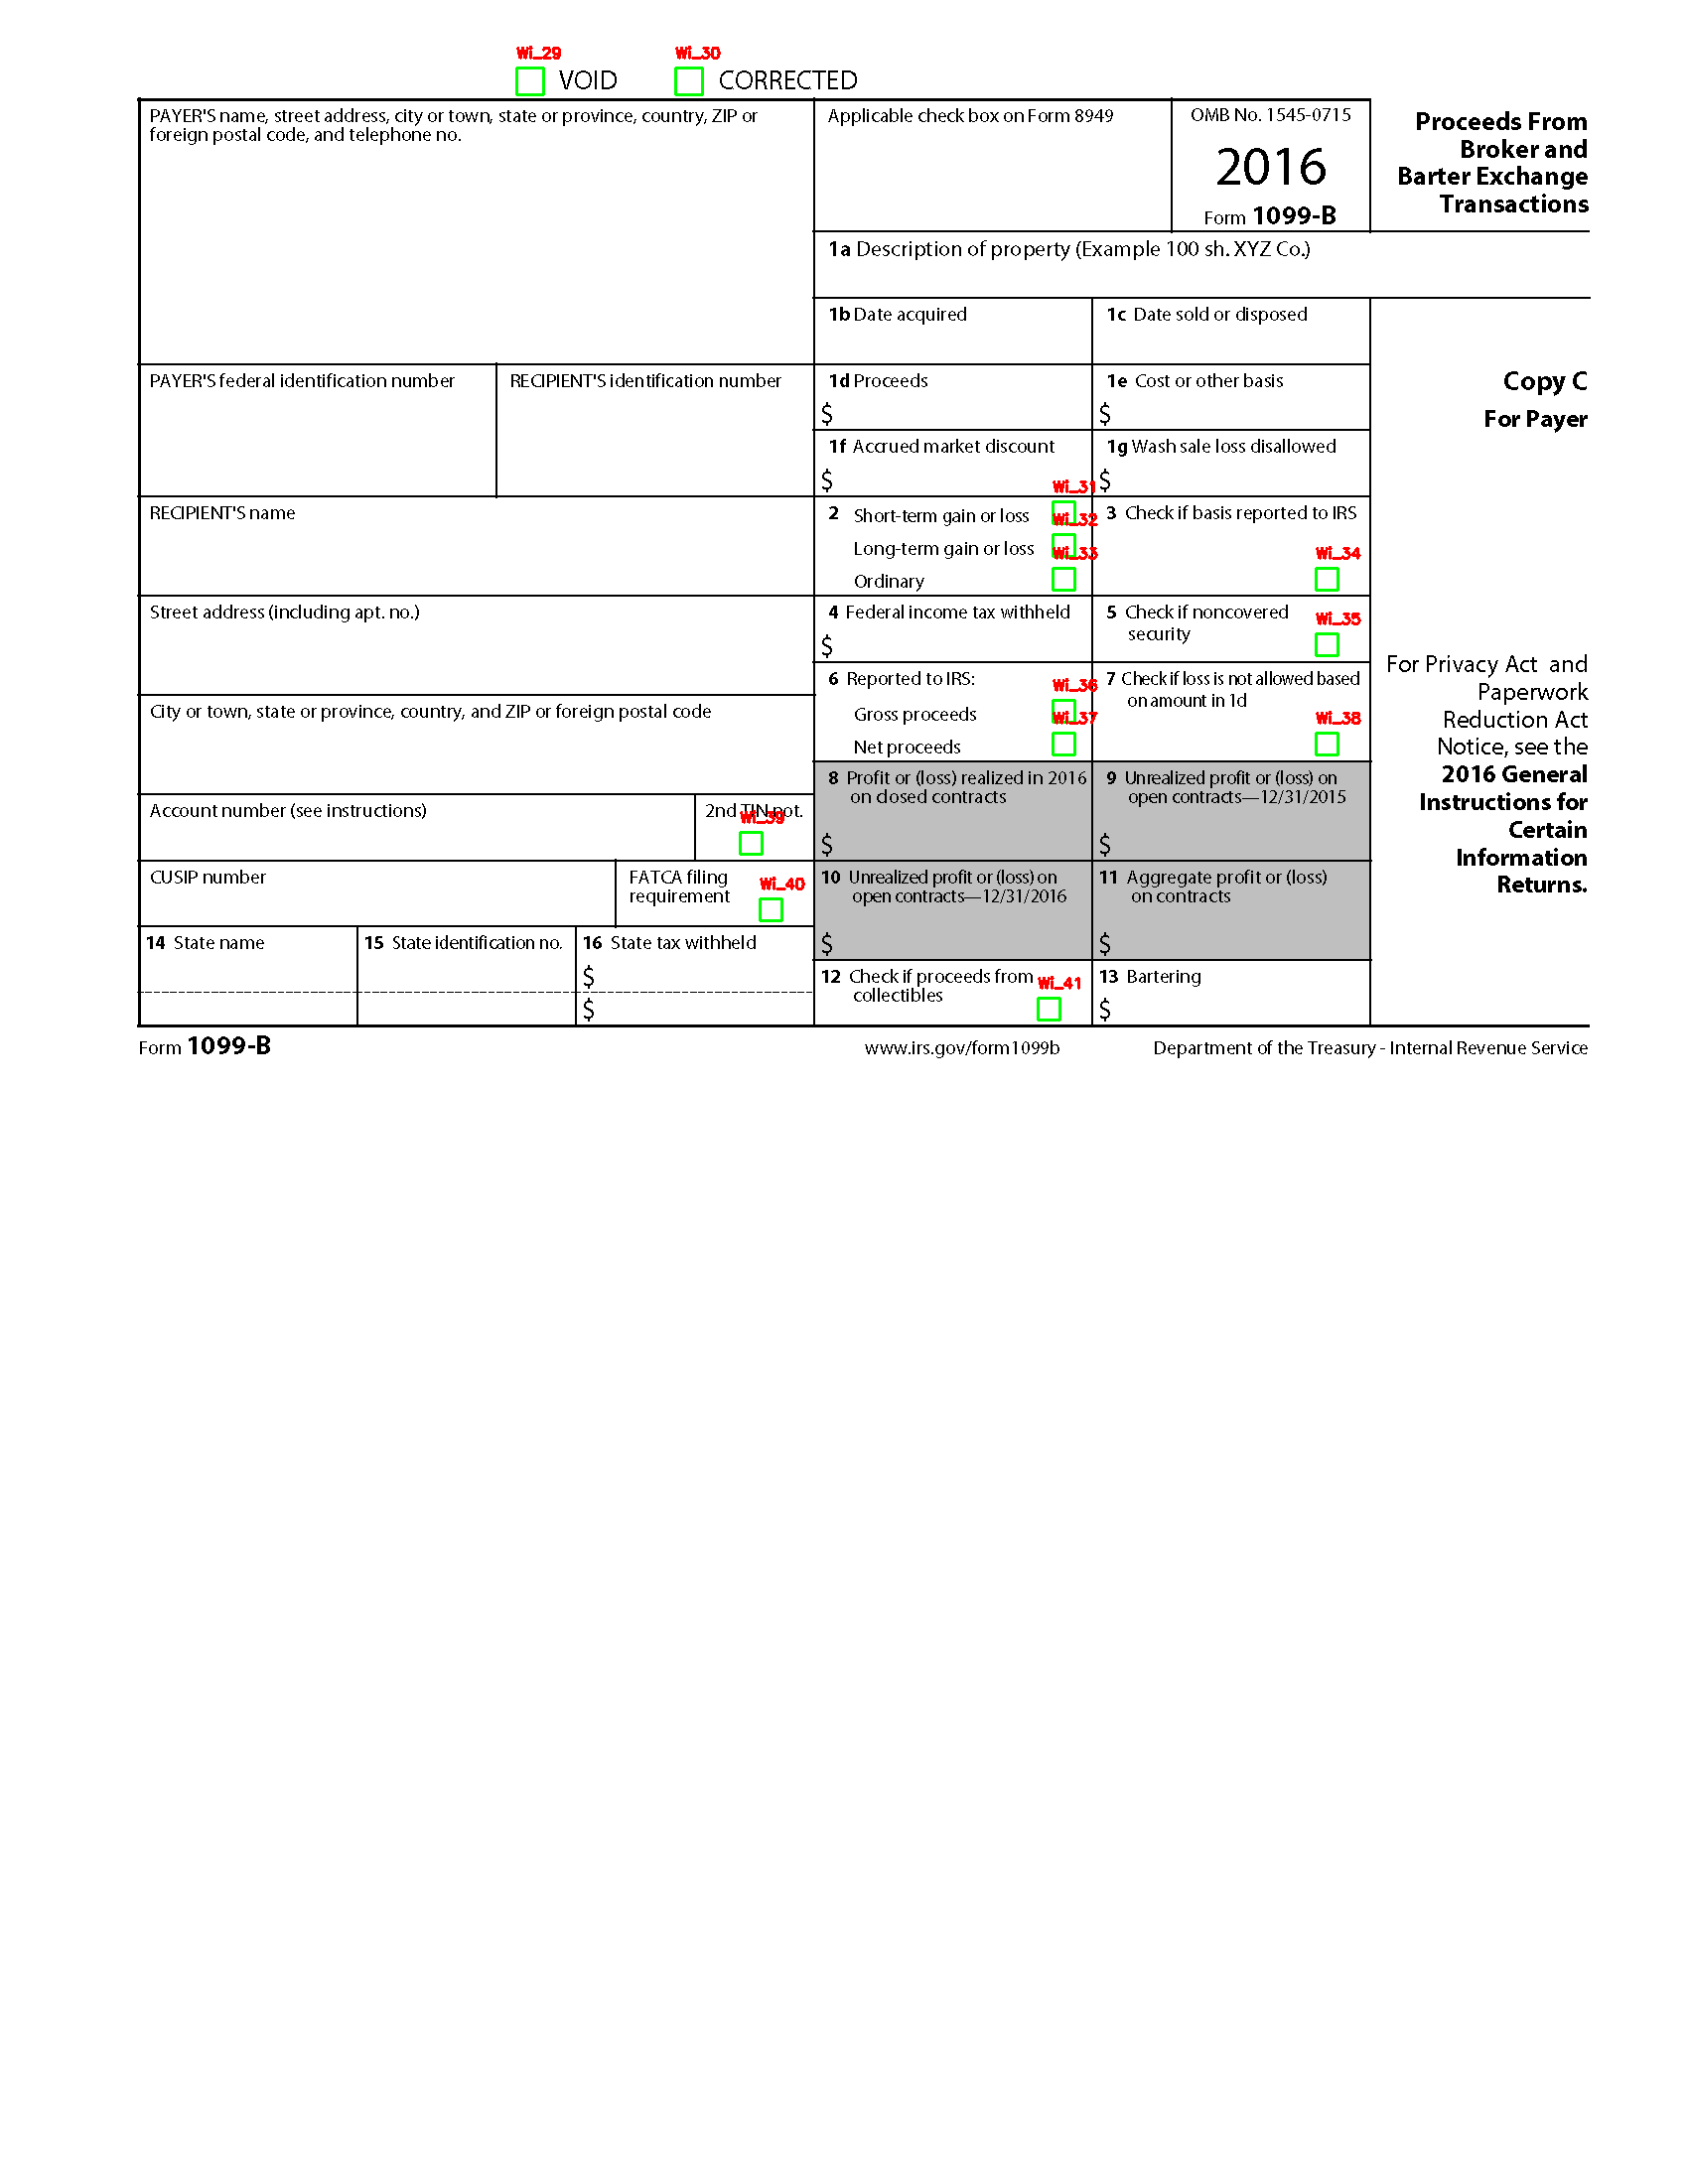 Wi_29
Wi_30
VOID
CORRECTED
PAYER'S name, street address, city or town, state or province, country, ZIP or
foreign postal code, and telephone no.
Applicable check box on Form 8949
OMB No. 1545-0715
2016
Form 1099-B
Proceeds From
Broker and
Barter Exchange
Transactions
1a Description of property (Example 100 sh. XYZ Co.)
1b Date acquired
1c Date sold or disposed
PAYER'S federal identification number
RECIPIENT'S identification number
1d Proceeds
$
1e Cost or other basis
$
Copy C
For Payer
1f Accrued market discount
$
1g Wash sale loss disallowed
$
RECIPIENT'S name
2 Short-term gain or loss
Wi_31
Long-term gain or loss
Wi_32
Ordinary
Wi_33
3 Check if basis reported to IRS
Wi_34
Street address (including apt. no.)
4 Federal income tax withheld
$
5 Check if noncovered
security
Wi_35
6 Reported to IRS:
Gross proceeds
Wi_36
Net proceeds
Wi_37
7 Check if loss is not allowed based
on amount in 1d
Wi_38
For Privacy Act and
Paperwork
Reduction Act
Notice, see the
2016 General
Instructions for
Certain
Information
Returns.
City or town, state or province, country, and ZIP or foreign postal code
8 Profit or (loss) realized in 2016
on closed contracts
$
9 Unrealized profit or (loss) on
open contracts—12/31/2015
$
Account number (see instructions)
2nd TIN not.
Wi_39
CUSIP number
FATCA filing
requirement
Wi_40
10 Unrealized profit or (loss) on
open contracts—12/31/2016
$
11 Aggregate profit or (loss)
on contracts
$
14 State name
15 State identification no.
16 State tax withheld
$
$
12 Check if proceeds from
collectibles
Wi_41
13 Bartering
$
Form 1099-B
www.irs.gov/form1099b
Department of the Treasury - Internal Revenue Service